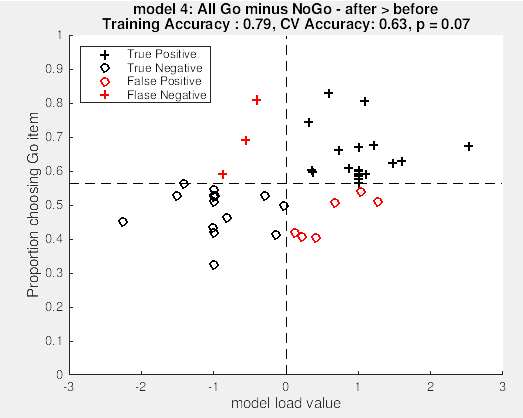 model 4: All Go minus NoGo - after > before
Training Accuracy : 0.79, CV Accuracy: 0.63, p = 0.07
True Positive
True Negative
False Positive
Flase Negative
Proportion choosing Go item
1
0.9
0.8
0.7
0.6
0.5
0.4
0.3
0.2
0.1
0
-3 -2 -1 0 1 2 3
model load value